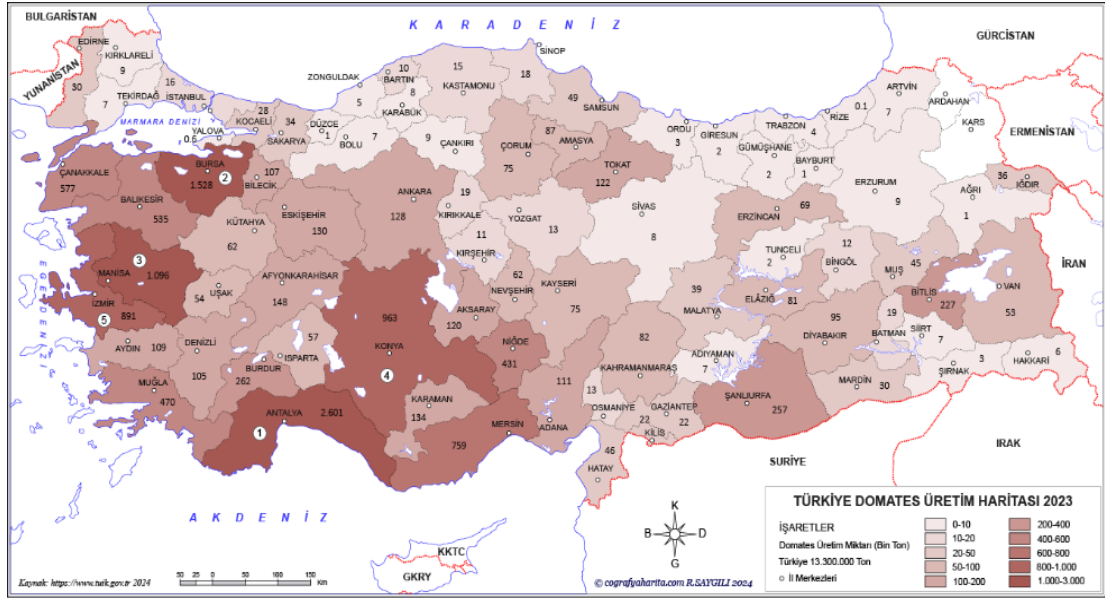 BULGARİSTAN
K A R A D E N İ Z
GÜRCİSTAN
YUNANİSTAN
EDİRNE
30
KIRKLARELİ
9
TEKİRDAĞ
7
16
İSTANBUL
MARMARA DENİZİ
YALOVA
0.6
KOCAELİ
28
SAKARYA
34
DÜZCE
1
BOLU
7
ZONGULDAK
5
BARTIN
10
KARABÜK
8
KASTAMONU
15
SİNOP
18
ÇANKIRI
9
SAMSUN
49
ÇORUM
75
AMASYA
87
TOKAT
122
ORDU
3
GİRESUN
2
TRABZON
4
GÜMÜŞHANE
2
BAYBURT
1
RİZE
0.1
ARTVİN
7
ARDAHAN
KARS
ERMENİSTAN
IĞDIR
36
AĞRI
1
ERZURUM
9
ERZİNCAN
69
SİVAS
8
YOZGAT
13
KIRIKKALE
19
KIRŞEHİR
11
ANKARA
128
ESKİŞEHİR
130
BİLECİK
107
BURSA
1.528
2
ÇANAKKALE
577
BALIKESİR
535
KÜTAHYA
62
MANİSA
1.096
3
İZMİR
891
5
UŞAK
54
AFYONKARAHİSAR
148
E G E D E N İ Z İ
AYDIN
109
DENİZLİ
105
MUĞLA
470
BURDUR
262
ISPARTA
57
ANTALYA
2.601
1
KONYA
963
4
KARAMAN
134
MERSİN
759
AKSARAY
120
NİĞDE
431
NEVŞEHİR
62
KAYSERİ
75
ADANA
111
OSMANİYE
13
HATAY
46
KAHRAMANMARAŞ
82
GAZİANTEP
22
KİLİS
22
ADIYAMAN
7
MALATYA
39
ELÂZIĞ
81
TUNCELİ
2
BİNGÖL
12
MUŞ
45
BİTLİS
227
VAN
53
DİYABAKIR
95
BATMAN
19
SİİRT
7
ŞIRNAK
3
HAKKARİ
6
MARDİN
30
ŞANLIURFA
257
İRAN
IRAK
SURİYE
A K D E N İ Z
KKTC
GKRY
K
B
D
G
TÜRKİYE DOMATES ÜRETİM HARİTASI 2023
İŞARETLER
Domates Üretim Miktarı (Bin Ton)
Türkiye 13.300.000 Ton
İl Merkezleri
0-10
10-20
20-50
50-100
100-200
200-400
400-600
600-800
800-1.000
1.000-3.000
Kaynak: https://www.tuik.gov.tr 2024
50 25 0 50 100 150
Km
© cografyaharita.com R.SAYGILI 2024